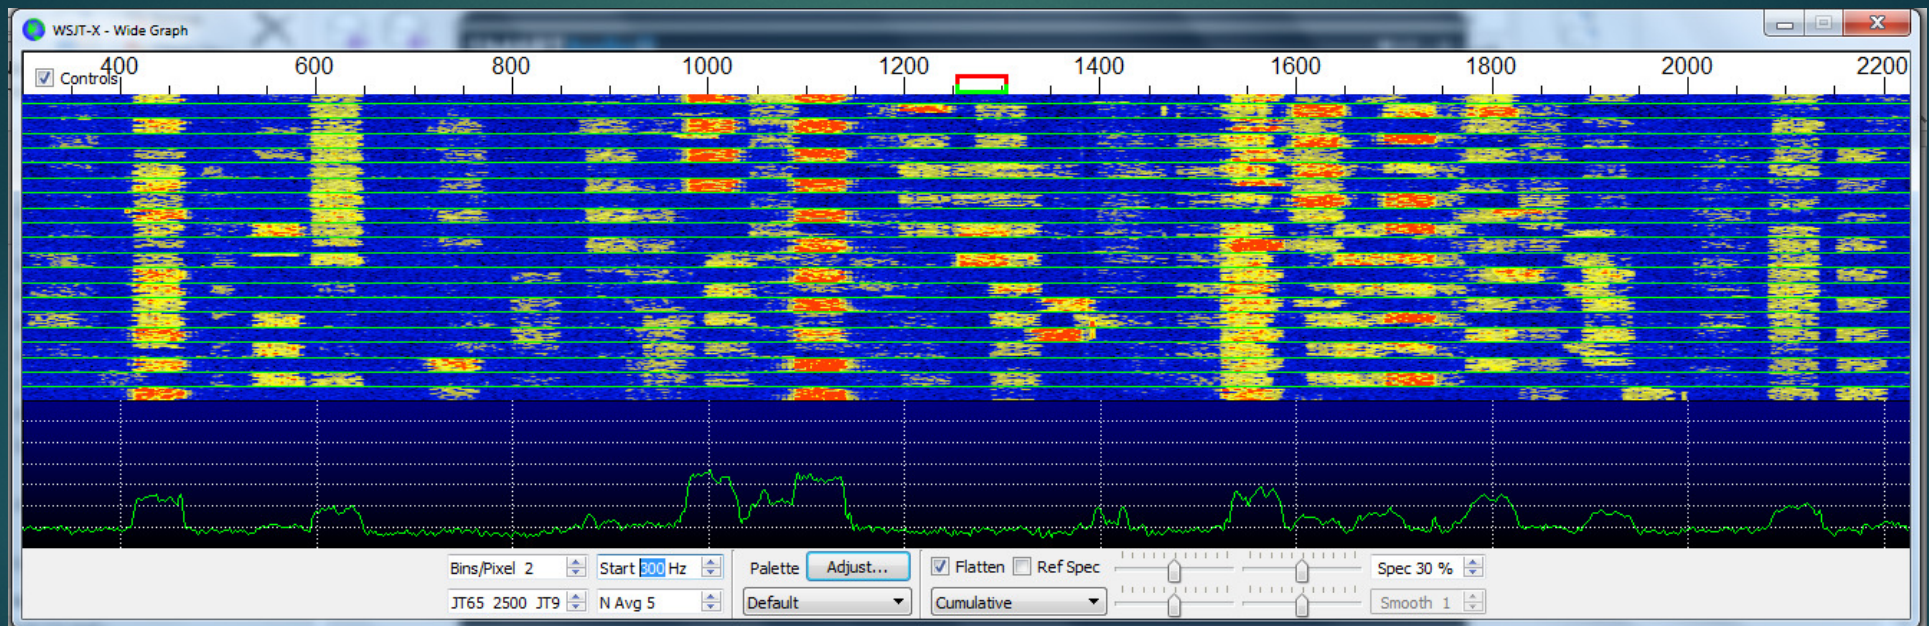 WSJT-X - Wide Graph
Controls 400 600 800 1000 1200 1400 1600 1800 2000 2200
Bins/Pixel 2 Start 300 Hz Palette Adjust... Flatten Ref Spec Spec 30 %
JT65 2500 JT9 N Avg 5 Default Cumulative Smooth 1